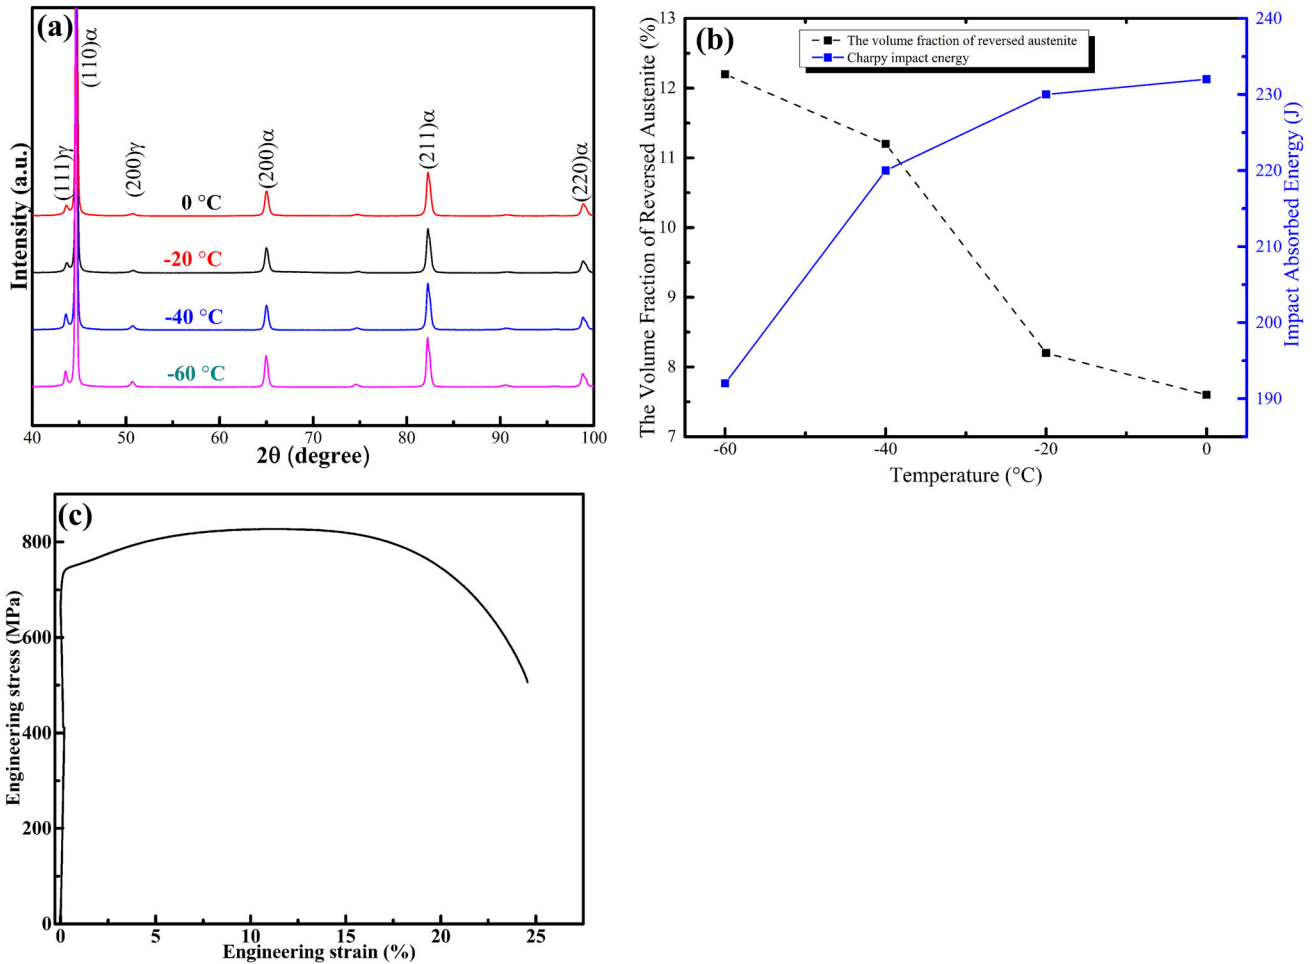 (a)
(110)α
(111)γ
(200)γ
(200)α
(211)α
(220)α
0 °C
-20 °C
-40 °C
-60 °C
Intensity (a.u.)
40 50 60 70 80 90 100
2θ (degree)
(b)
The volume fraction of reversed austenite
Charpy impact energy
The Volume Fraction of Reversed Austenite (%)
13
12
11
10
9
8
7
240
230
220
210
200
190
Impact Absorbed Energy (J)
-60 -40 -20 0
Temperature (°C)
(c)
Engineering stress (MPa)
800
600
400
200
0
0 5 10 15 20 25
Engineering strain (%)